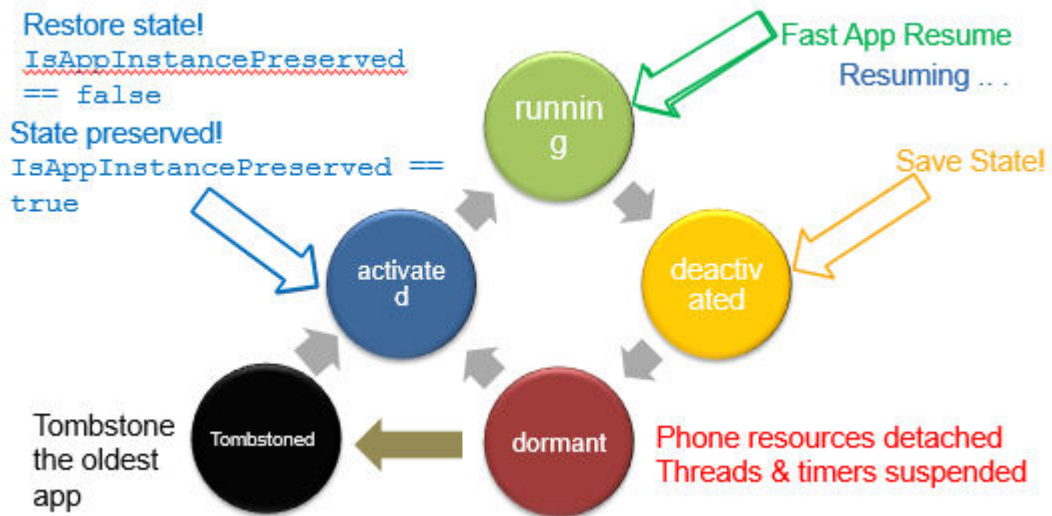 Restore state!
IsAppInstancePreserved
== false
State preserved!
IsAppInstancePreserved ==
true
runnin
g
Fast App Resume
Resuming .. .
Save State!
activate
d
deactiv
ated
Tombstone
the oldest
app
Tombstoned
dormant
Phone resources detached
Threads & timers suspended